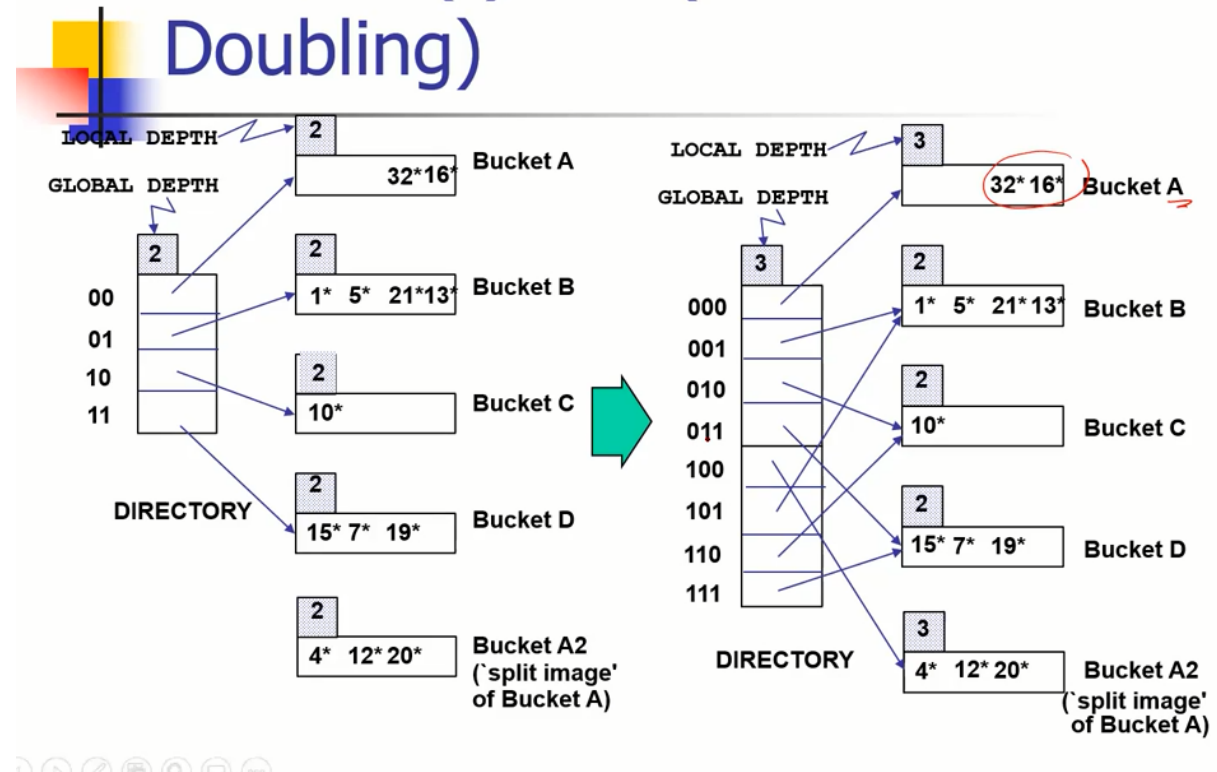 Doubling)
LOCAL DEPTH
2
32*16*
Bucket A
GLOBAL DEPTH
2
00
01
10
11
2
1* 5* 21*13*
Bucket B
2
10*
Bucket C
DIRECTORY
2
15* 7* 19*
Bucket D
2
4* 12* 20*
Bucket A2
(`split image'
of Bucket A)
LOCAL DEPTH
3
32* 16*
Bucket A
GLOBAL DEPTH
3
000
001
010
011
100
101
110
111
2
1* 5* 21* 13*
Bucket B
2
10*
Bucket C
2
15* 7* 19*
Bucket D
DIRECTORY
3
4* 12* 20*
Bucket A2
(`split image'
of Bucket A)